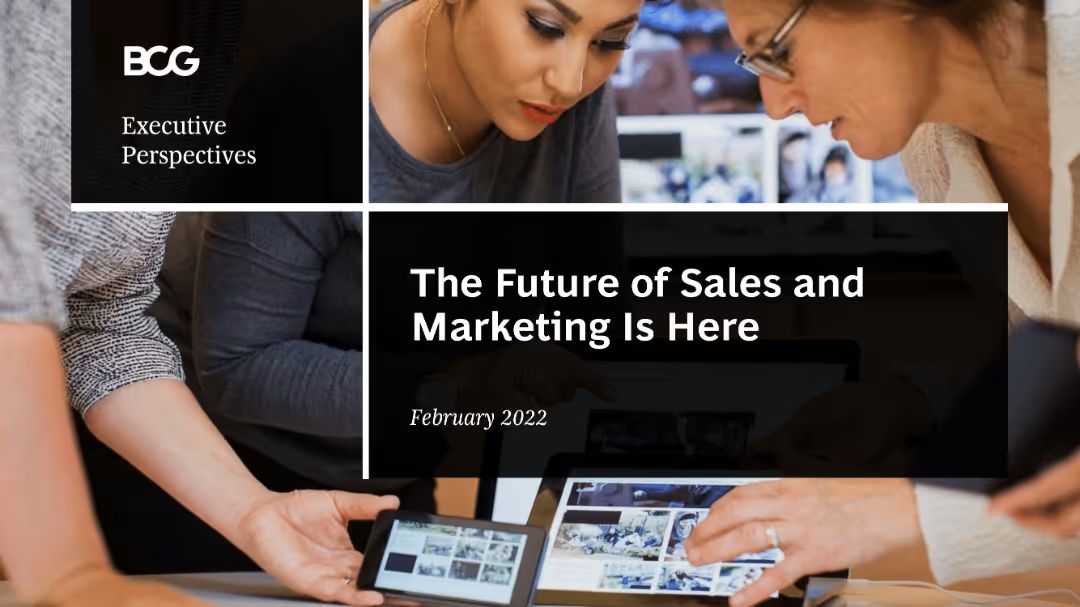 BCG
Executive
Perspectives
The Future of Sales and
Marketing Is Here
February 2022